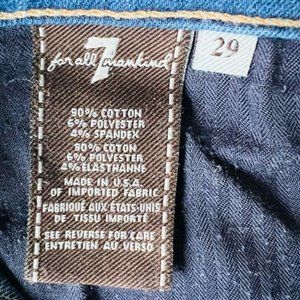 7
for all mankind
29
90% COTTON
6% POLYESTER
4% SPANDEX
90% COTON
6% POLYESTER
4% ELASTHANNE
MADE IN U.S.A.
OF IMPORTED FABRIC
FABRIQUÉ AUX ÉTATS-UNIS
DE TISSU IMPORTÉ
SEE REVERSE FOR CARE
ENTRETIEN AU VERSO